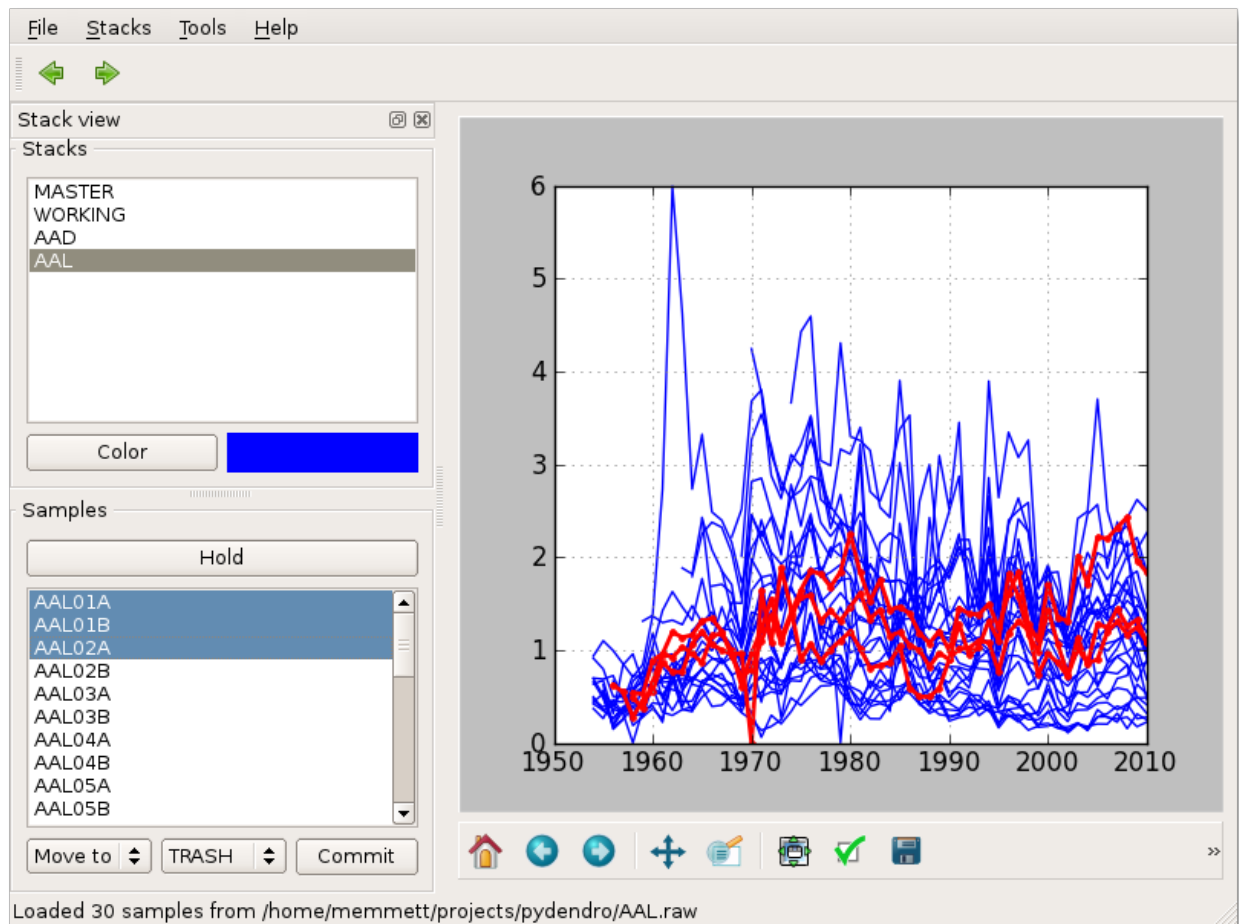 File Stacks Tools Help
Stack view
Stacks
MASTER
WORKING
AAD
AAL
Color
Samples
Hold
AAL01A
AAL01B
AAL02A
AAL02B
AAL03A
AAL03B
AAL04A
AAL04B
AAL05A
AAL05B
Move to TRASH Commit
6
5
4
3
2
1
0
1950 1960 1970 1980 1990 2000 2010
»
Loaded 30 samples from /home/memmett/projects/pydendro/AAL.raw